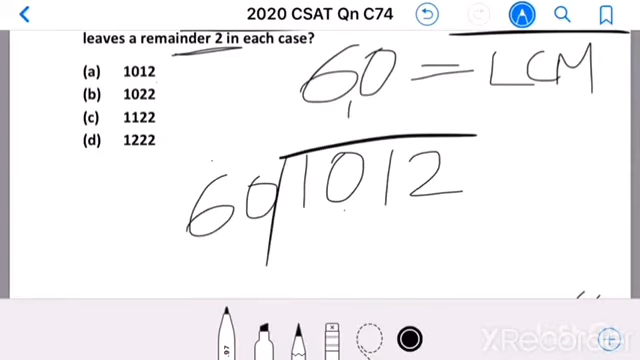 2020 CSAT Qn C74
leaves a remainder 2 in each case?
(a) 1012
(b) 1022
(c) 1122
(d) 1222
60 = LCM
60 1012
.97
XRecorder